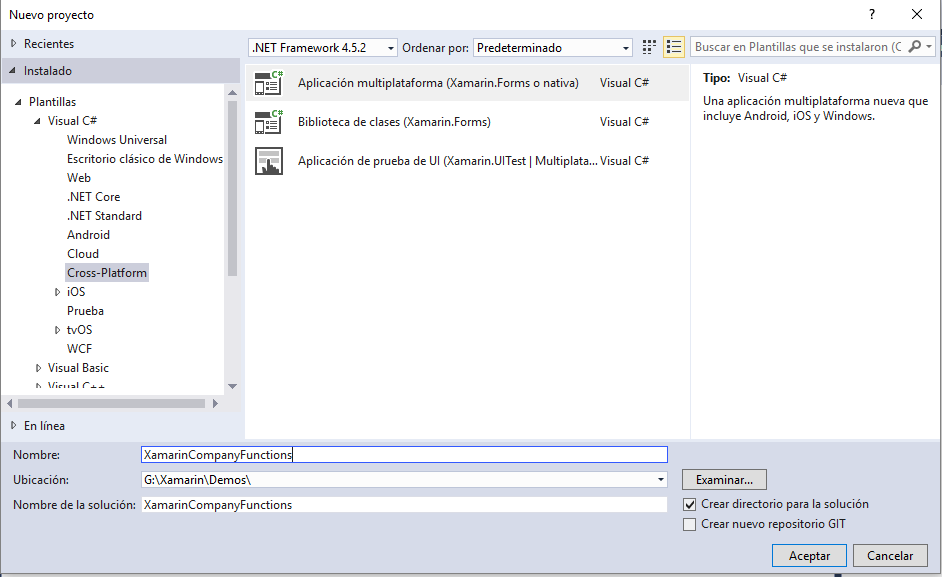 Nuevo proyecto
?
Recientes
.NET Framework 4.5.2
Ordenar por:
Predeterminado
Buscar en Plantillas que se instalaron (C
Instalado
Plantillas
Visual C#
Windows Universal
Escritorio clásico de Windows
Web
.NET Core
.NET Standard
Android
Cloud
Cross-Platform
iOS
Prueba
tvOS
WCF
Visual Basic
Visual C++
En línea
C#
Aplicación multiplataforma (Xamarin.Forms o nativa) Visual C#
C#
Biblioteca de clases (Xamarin.Forms) Visual C#
Aplicación de prueba de UI (Xamarin.UITest | Multiplata... Visual C#
Tipo: Visual C#
Una aplicación multiplataforma nueva que
incluye Android, iOS y Windows.
Nombre: XamarinCompanyFunctions
Ubicación: G:\Xamarin\Demos\ Examinar...
Nombre de la solución: XamarinCompanyFunctions
Crear directorio para la solución
Crear nuevo repositorio GIT
Aceptar
Cancelar